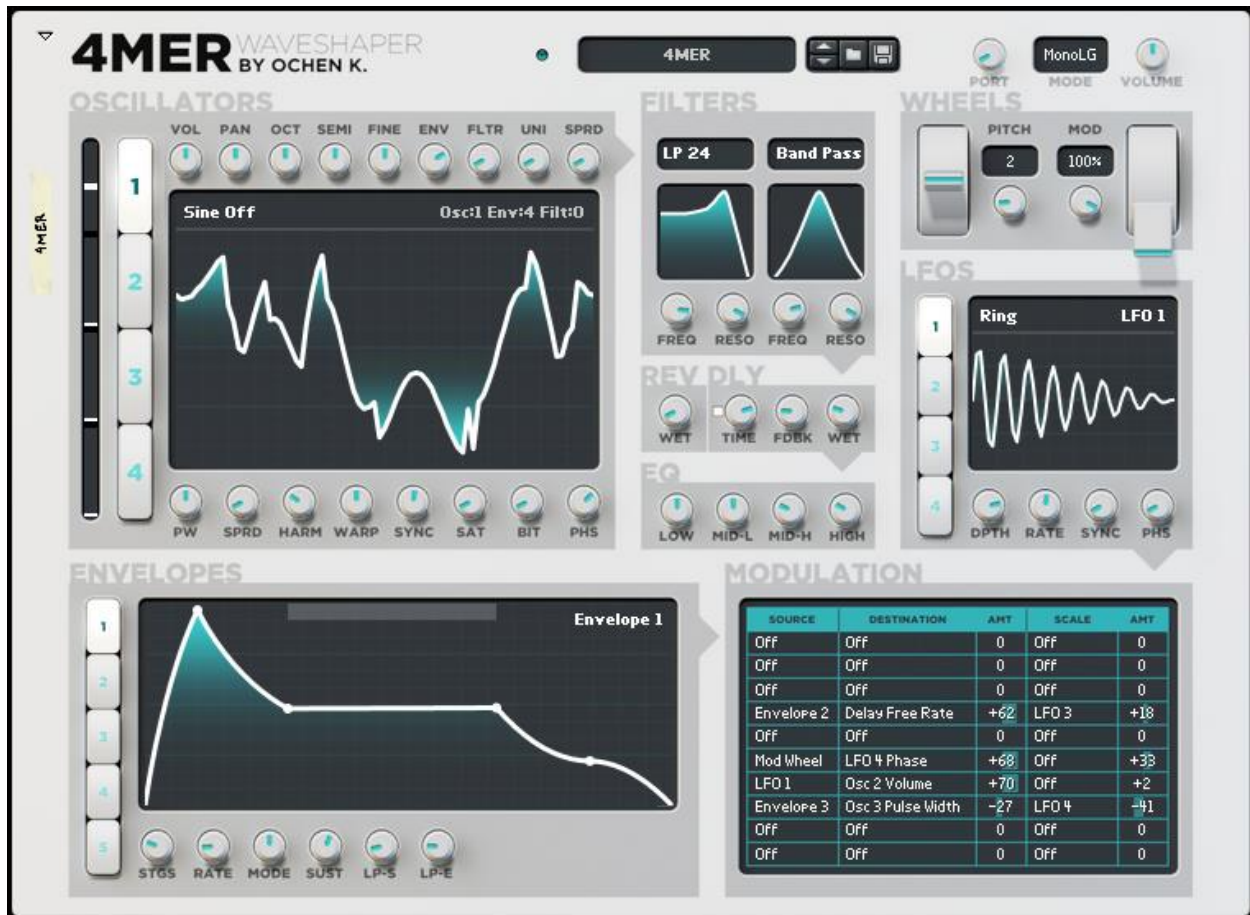 4MER WAVESHAPER
BY OCHEN K.
4MER
PORT
MonoLG
MODE
VOLUME
4MER
OSCILLATORS
VOL PAN OCT SEMI FINE ENV FLTR UNI SPRD
1
2
3
4
Sine Off
Osc:1 Env:4 Filt:0
PW SPRD HARM WARP SYNC SAT BIT PHS
FILTERS
LP 24
Band Pass
FREQ RESO FREQ RESO
REV DLY
WET TIME FDBK WET
EQ
LOW MID-L MID-H HIGH
WHEELS
PITCH MOD
2 100%
LFOS
1
2
3
4
Ring LFO 1
DPTH RATE SYNC PHS
ENVELOPES
1
2
3
4
5
Envelope 1
STGS RATE MODE SUST LP-S LP-E
MODULATION
SOURCE DESTINATION AMT SCALE AMT
Off Off 0 Off 0
Off Off 0 Off 0
Off Off 0 Off 0
Envelope 2 Delay Free Rate +62 LFO 3 +18
Off Off 0 Off 0
Mod Wheel LFO 4 Phase +68 Off +33
LFO 1 Osc 2 Volume +70 Off +2
Envelope 3 Osc 3 Pulse Width -27 LFO 4 -41
Off Off 0 Off 0
Off Off 0 Off 0